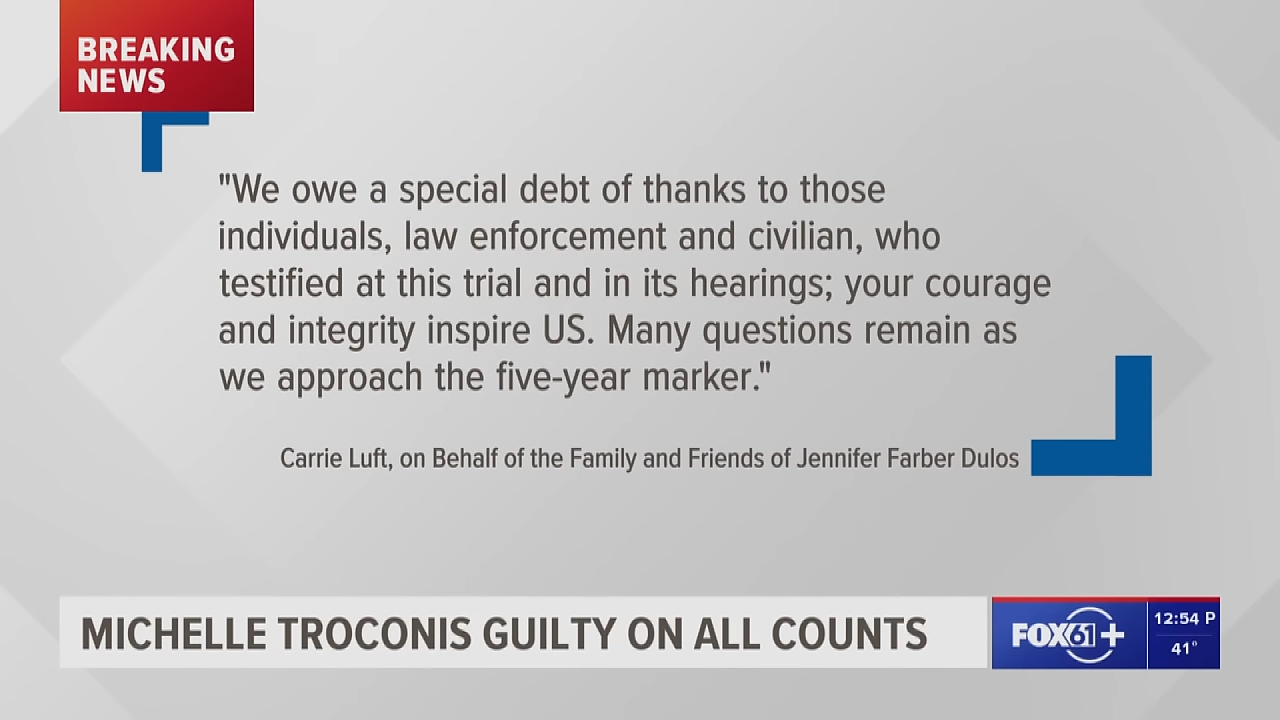 BREAKING
NEWS
"We owe a special debt of thanks to those
individuals, law enforcement and civilian, who
testified at this trial and in its hearings; your courage
and integrity inspire US. Many questions remain as
we approach the five-year marker."
Carrie Luft, on Behalf of the Family and Friends of Jennifer Farber Dulos
MICHELLE TROCONIS GUILTY ON ALL COUNTS
FOX61+
12:54 P
41°